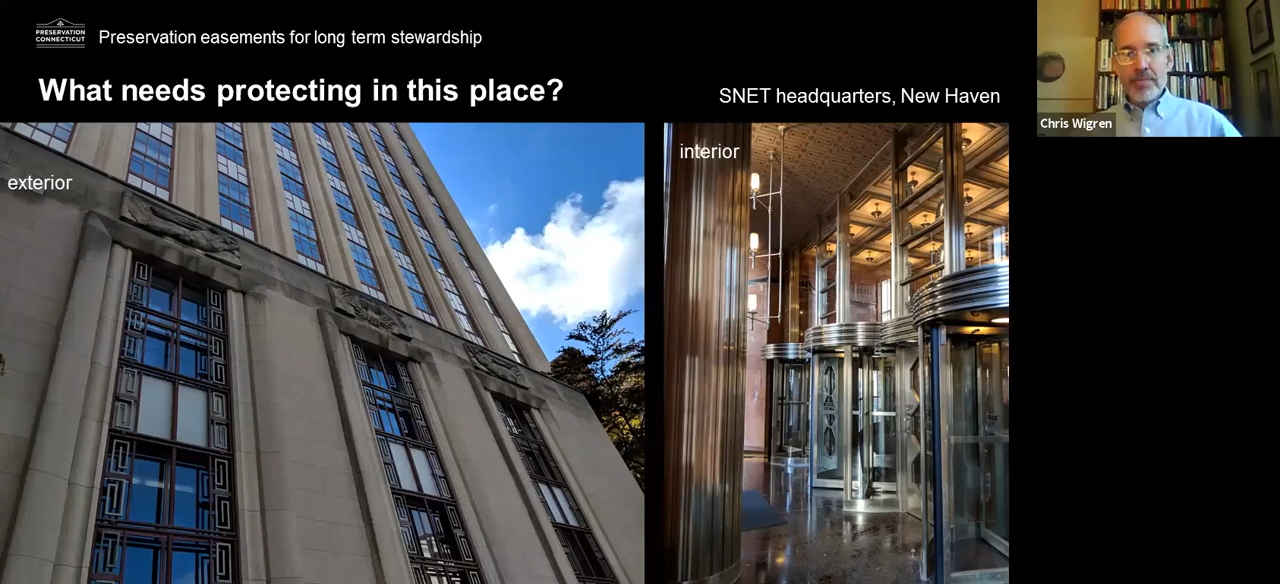 PRESERVATION
CONNECTICUT
Preservation easements for long term stewardship
What needs protecting in this place?
SNET headquarters, New Haven
exterior
interior
Chris Wigren